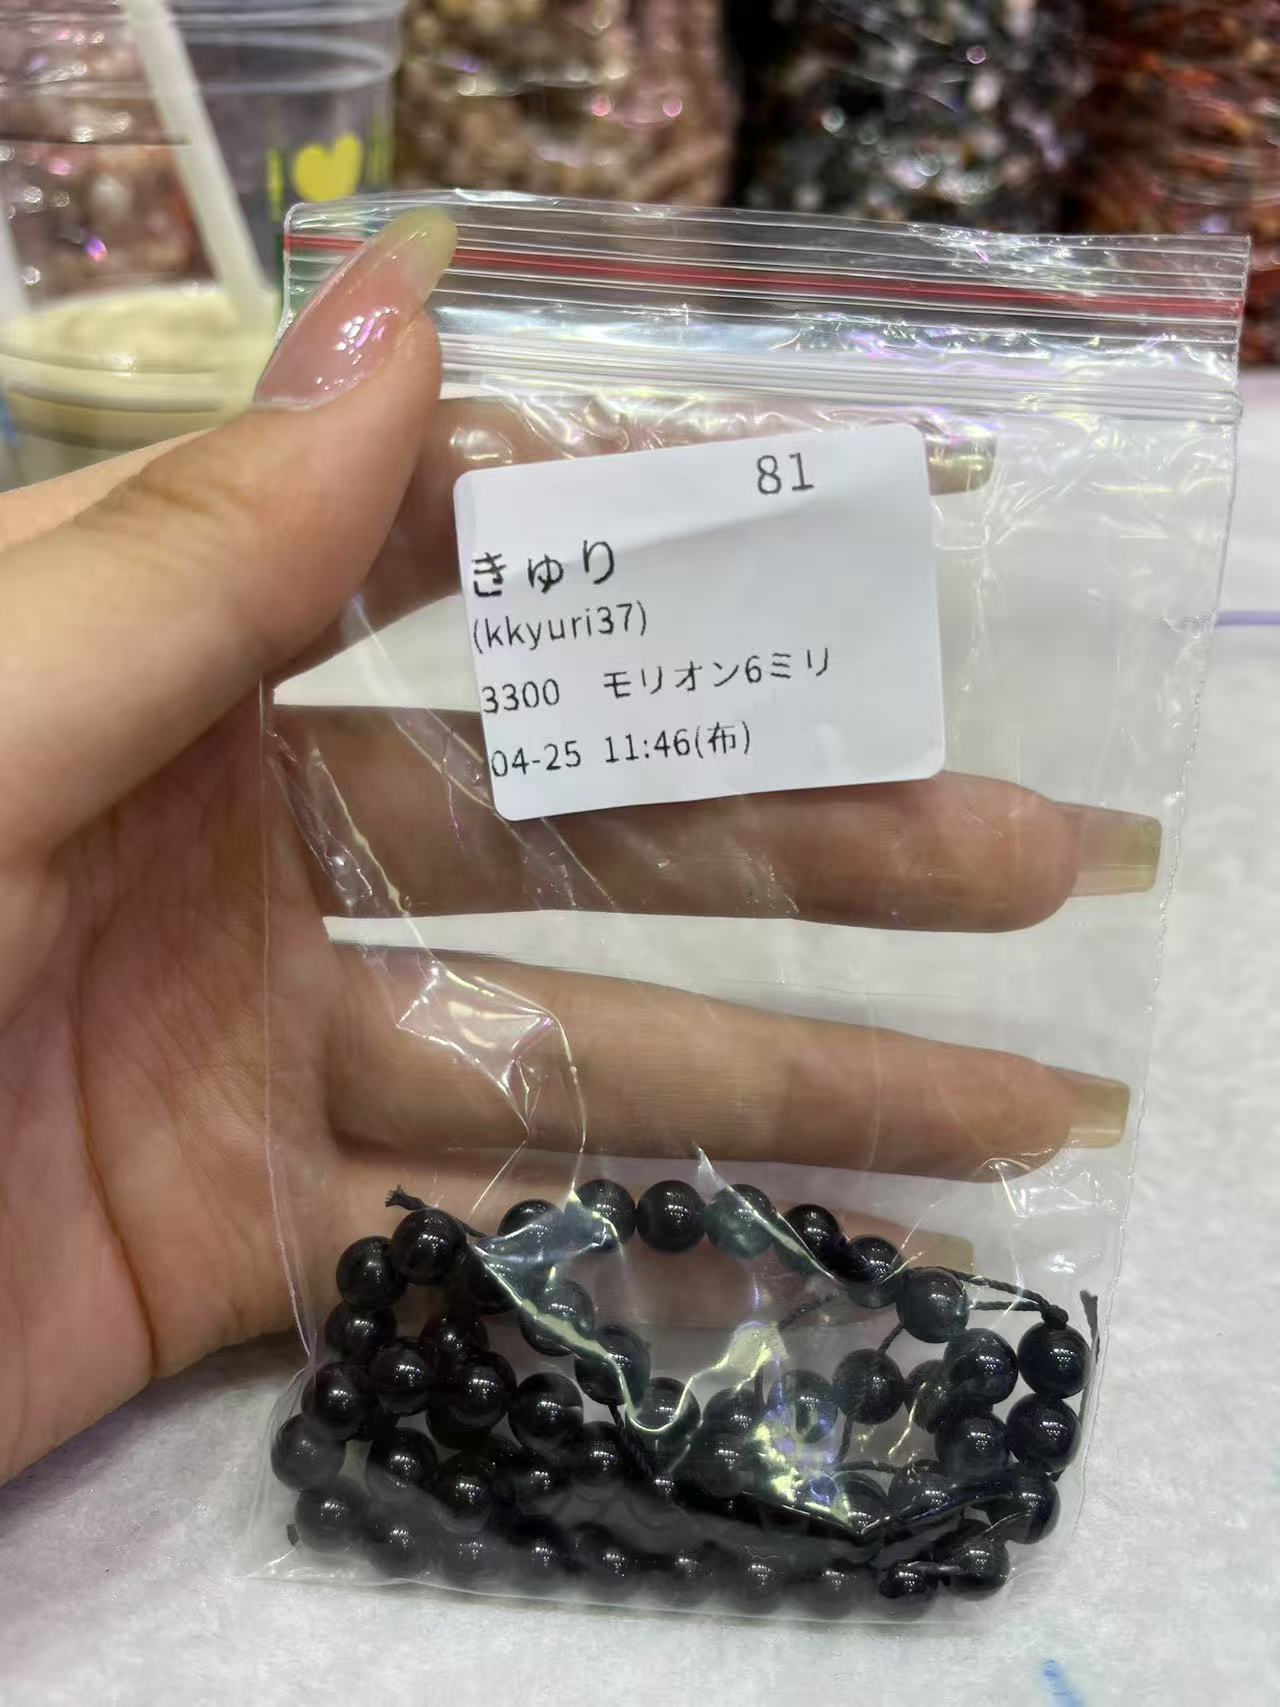 81
きゅり
(kkyuri37)
3300 モリオン6ミリ
04-25 11:46(布)